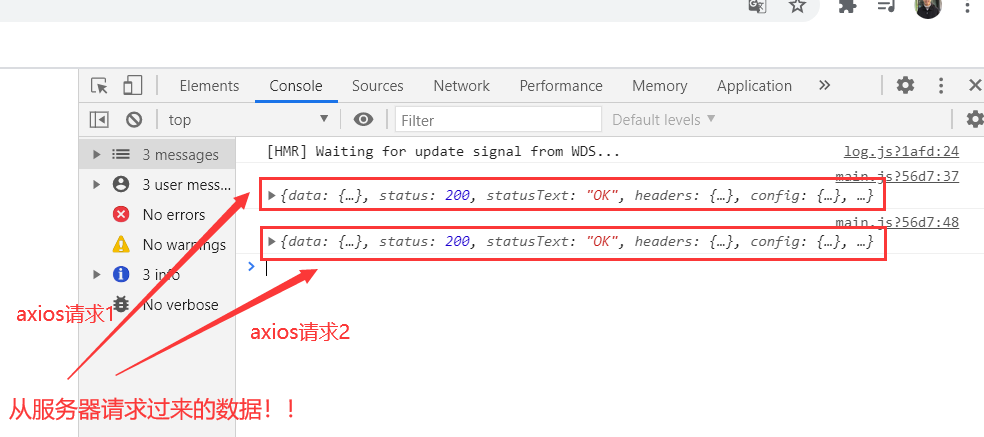 Elements Console Sources Network Performance Memory Application »
top Filter Default levels
3 messages
[HMR] Waiting for update signal from WDS... log.js?1afd:24
main.js?56d7:37
3 user mess...
{data: {…}, status: 200, statusText: "OK", headers: {…}, config: {…}, …}
No errors
main.js?56d7:48
No warnings
{data: {…}, status: 200, statusText: "OK", headers: {…}, config: {…}, …}
3 info
No verbose
axios请求1
axios请求2
从服务器请求过来的数据！！